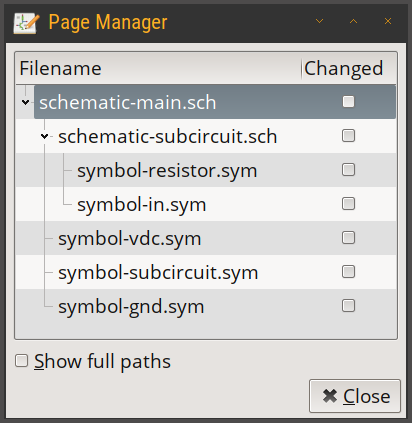 Page Manager
Filename Changed
schematic-main.sch
schematic-subcircuit.sch
symbol-resistor.sym
symbol-in.sym
symbol-vdc.sym
symbol-subcircuit.sym
symbol-gnd.sym
Show full paths
Close